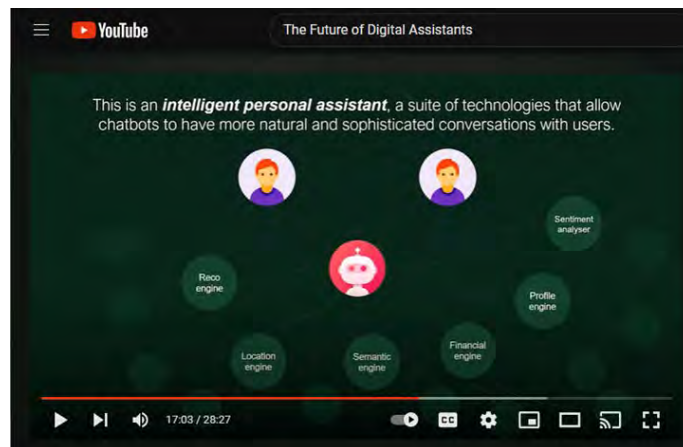 YouTube
The Future of Digital Assistants
This is an intelligent personal assistant, a suite of technologies that allow
chatbots to have more natural and sophisticated conversations with users.
Sentiment
analyser
Reco
engine
Profile
engine
Location
engine
Semantic
engine
Financial
engine
17:03 / 28:27
CC